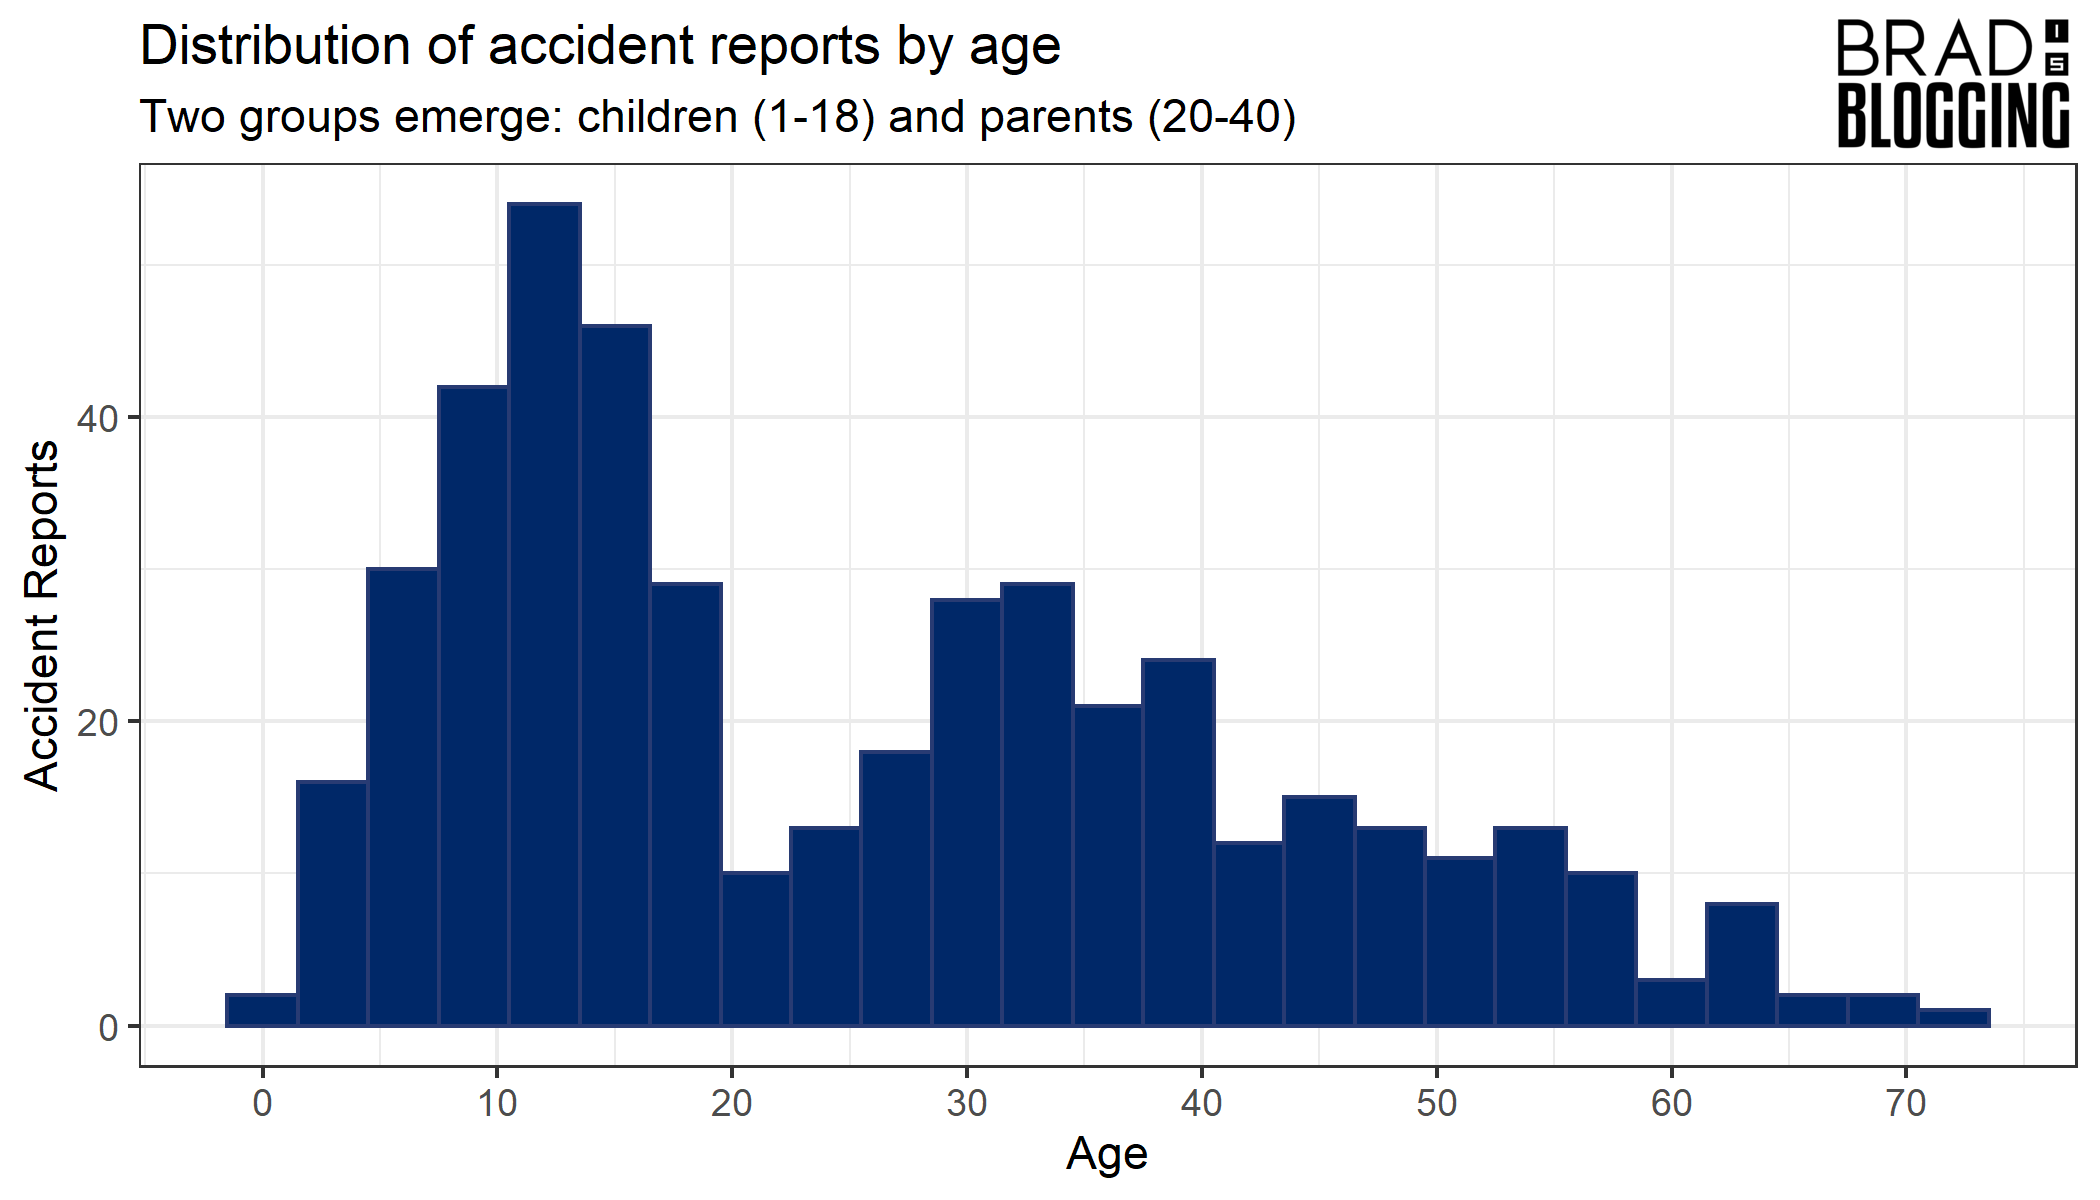 Distribution of accident reports by age
Two groups emerge: children (1-18) and parents (20-40)
BRAD IS
BLOGGING
Accident Reports
40
20
0
0 10 20 30 40 50 60 70
Age